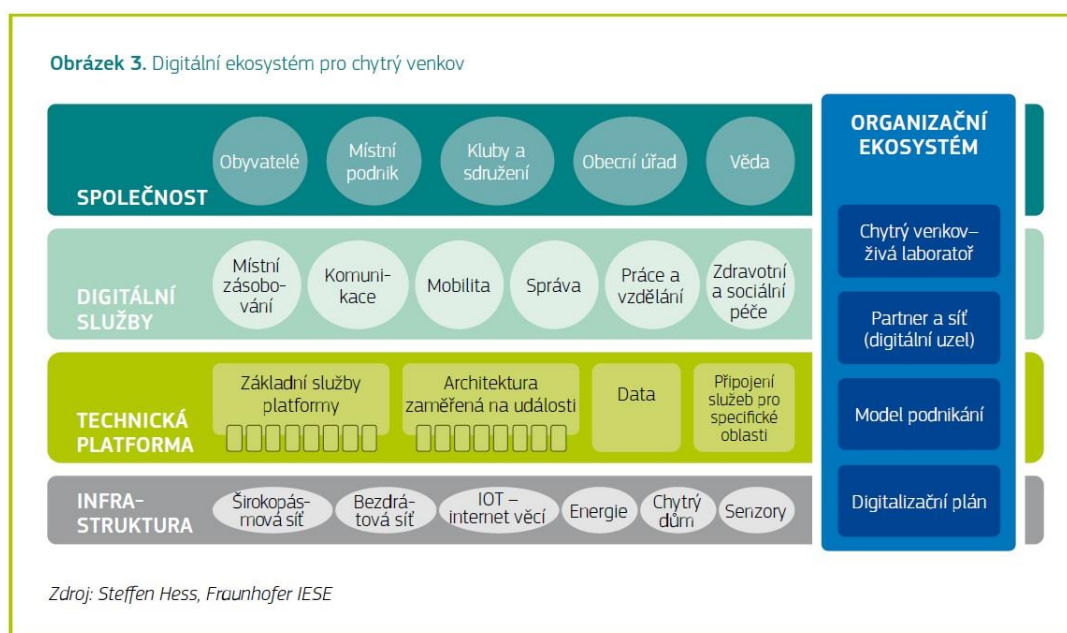 Obrázek 3. Digitální ekosystém pro chytrý venkov
SPOLEČNOST
Obyvatelé
Místní
podnik
Kluby a
sdružení
Obecní úřad
Věda
DIGITÁLNÍ
SLUŽBY
Místní
zásobo-
vání
Komuni-
kace
Mobilita
Správa
Práce a
vzdělání
Zdravotní
a sociální
péče
TECHNICKÁ
PLATFORMA
Základní služby
platformy
Architektura
zaměřená na události
Data
Připojení
služeb pro
specifické
oblasti
INFRA-
STRUKTURA
Širokopás-
mová síť
Bezdrá-
tová síť
IOT –
internet věcí
Energie
Chytrý
dům
Senzory
ORGANIZAČNÍ
EKOSYSTÉM
Chytrý venkov–
živá laboratoř
Partner a síť
(digitální uzel)
Model podnikání
Digitalizační plán
Zdroj: Steffen Hess, Fraunhofer IESE